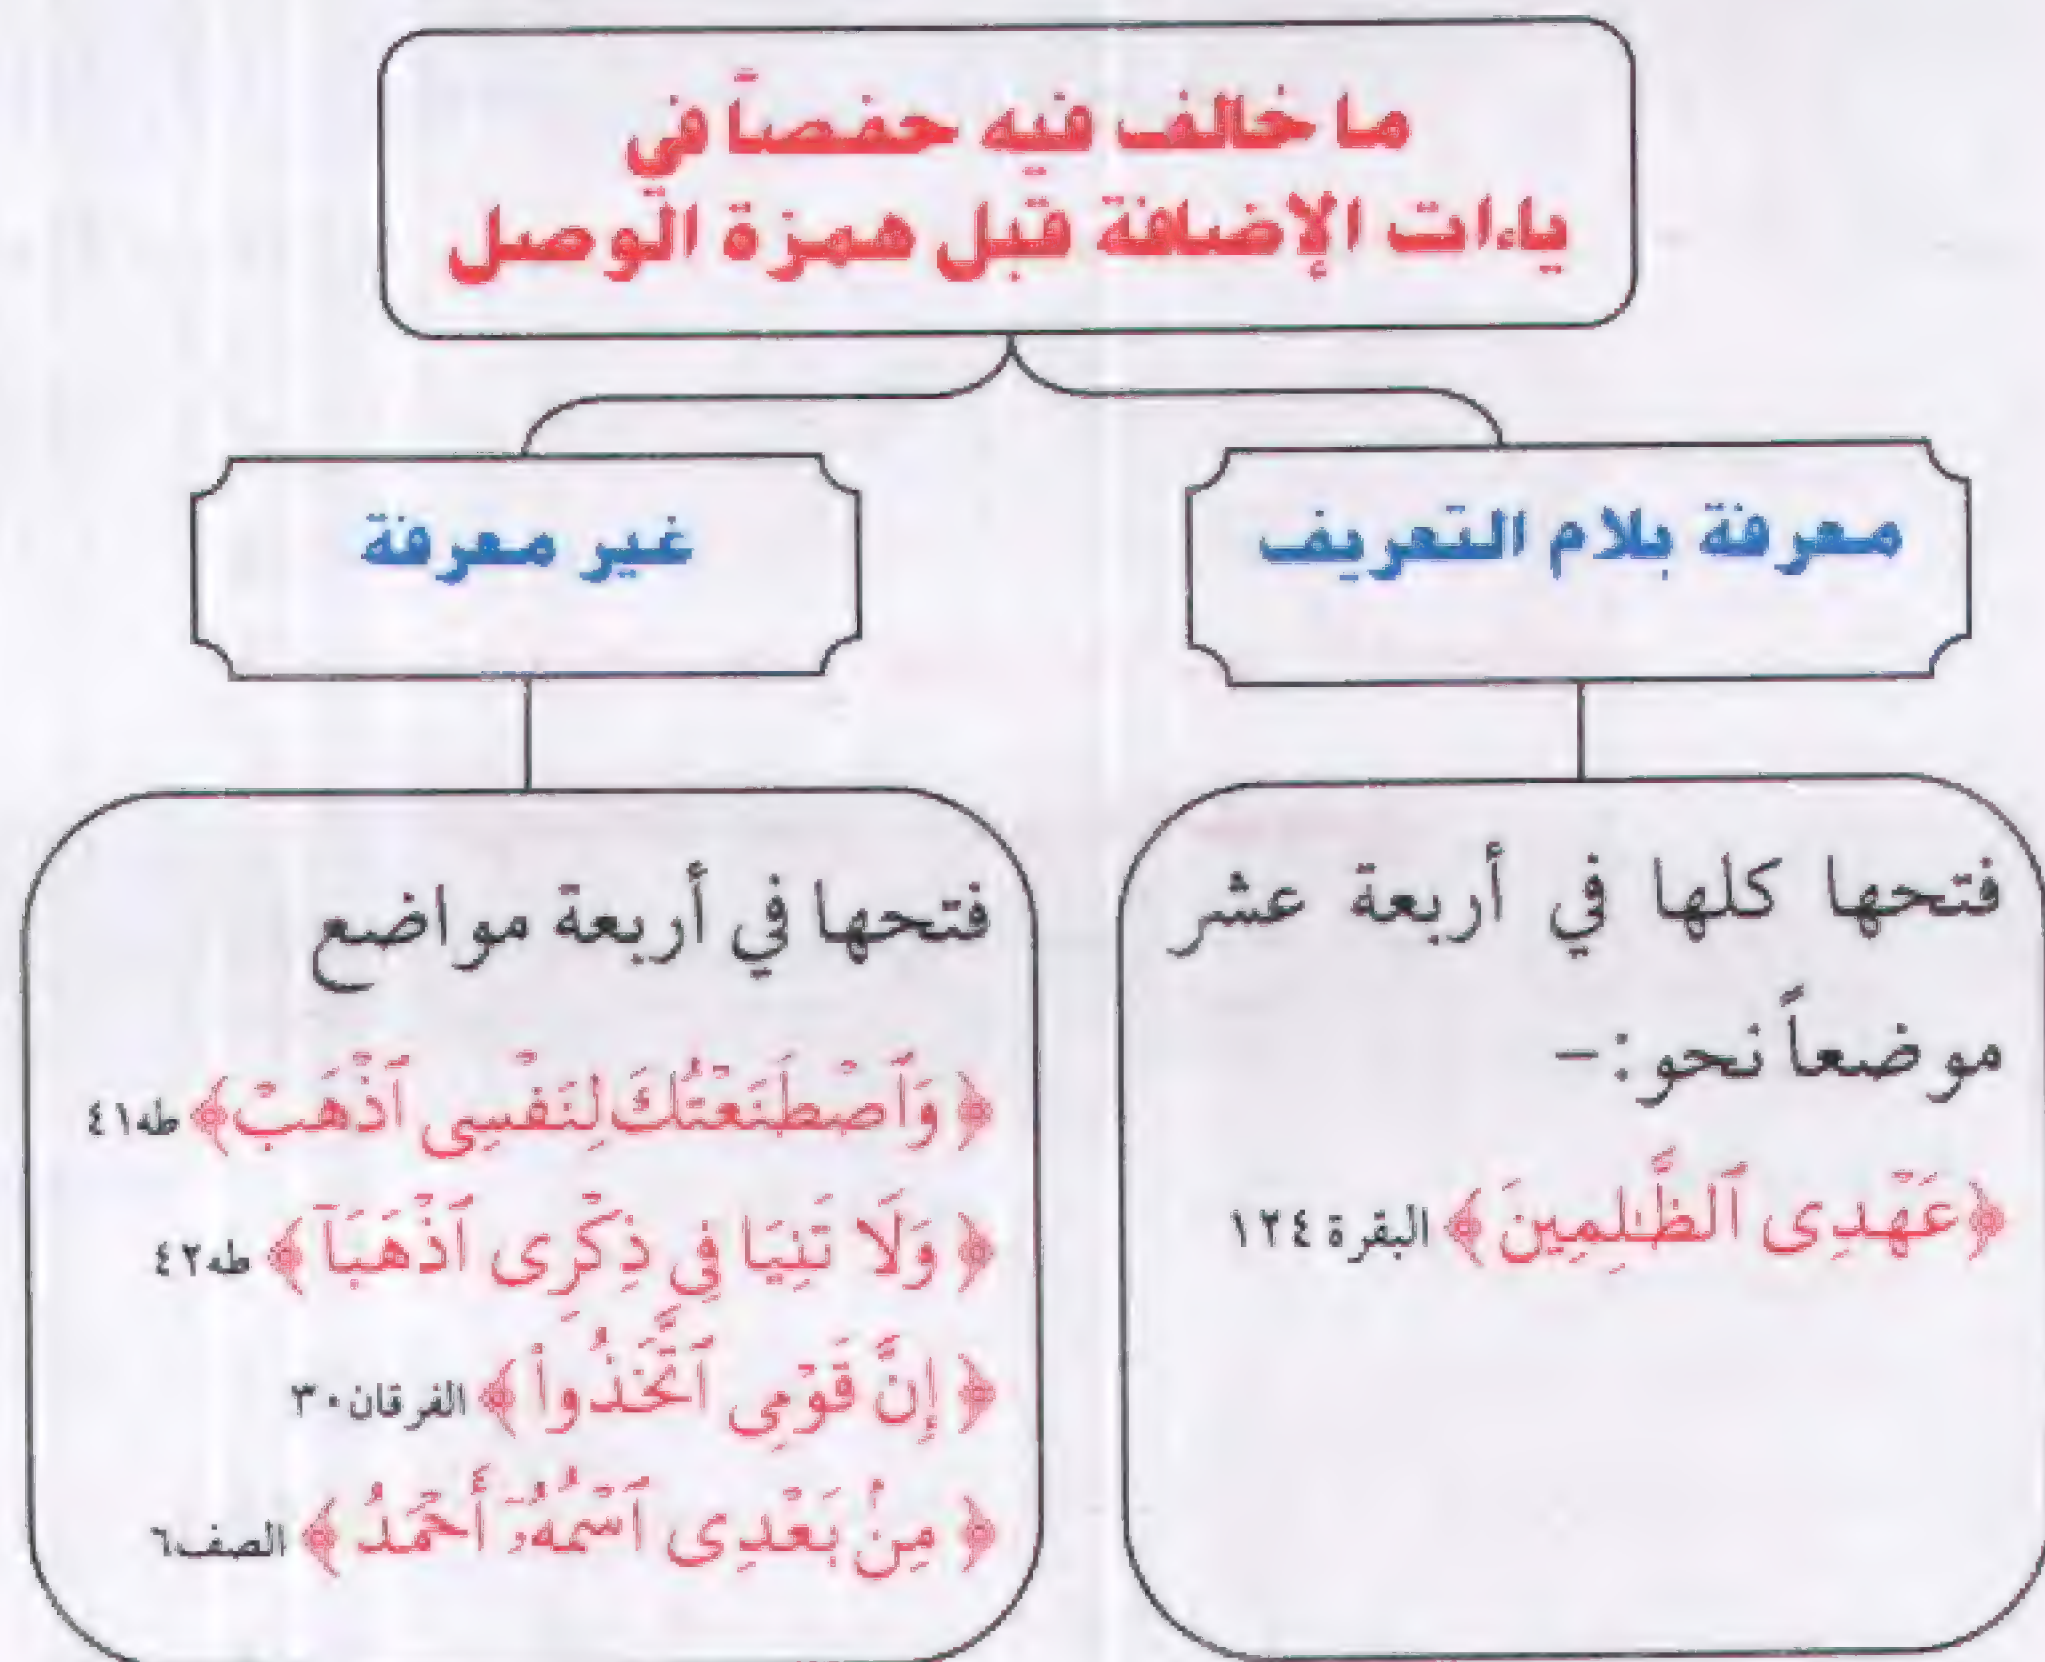 ما خالف فيه حفصاً في
ياءات الإضافة قبل همزة الوصل
معرفة بلام التعريف
غير معرفة
فتحها كلها في أربعة عشر
موضعاً نحو:-
﴿عَهْدِى ٱلظَّٰلِمِينَ﴾ البقرة ١٢٤
فتحها في أربعة مواضع
﴿وَٱصْطَنَعْتُكَ لِنَفْسِى ٱذْهَبْ﴾ طه٤١
﴿وَلَا تَنِيَا فِى ذِكْرِى ٱذْهَبَآ﴾ طه٤٢
﴿إِنَّ قَوْمِى ٱتَّخَذُوا۟﴾ الفرقان٣٠
﴿مِنۢ بَعْدِى ٱسْمُهُۥٓ أَحْمَدُ﴾ الصف٦